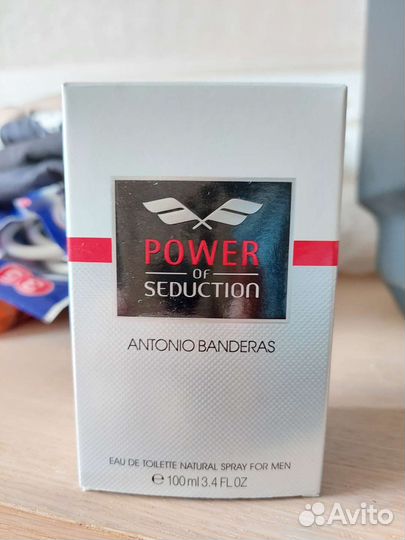 POWER
OF
SEDUCTION
ANTONIO BANDERAS
EAU DE TOILETTE NATURAL SPRAY FOR MEN
℮ 100 ml 3.4 FL OZ
Avito